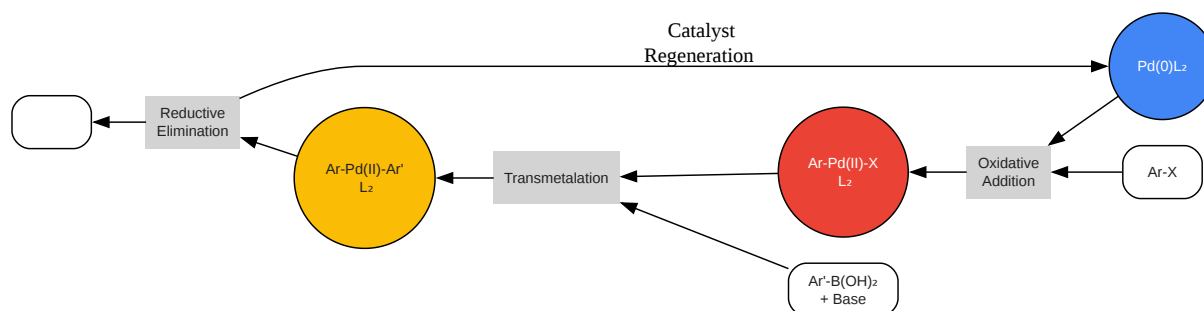 Catalyst
Regeneration
Pd(0)L₂
Reductive
Elimination
Ar-Pd(II)-Ar'
L₂
Transmetalation
Ar-Pd(II)-X
L₂
Oxidative
Addition
Ar-X
Ar'-B(OH)₂
+ Base